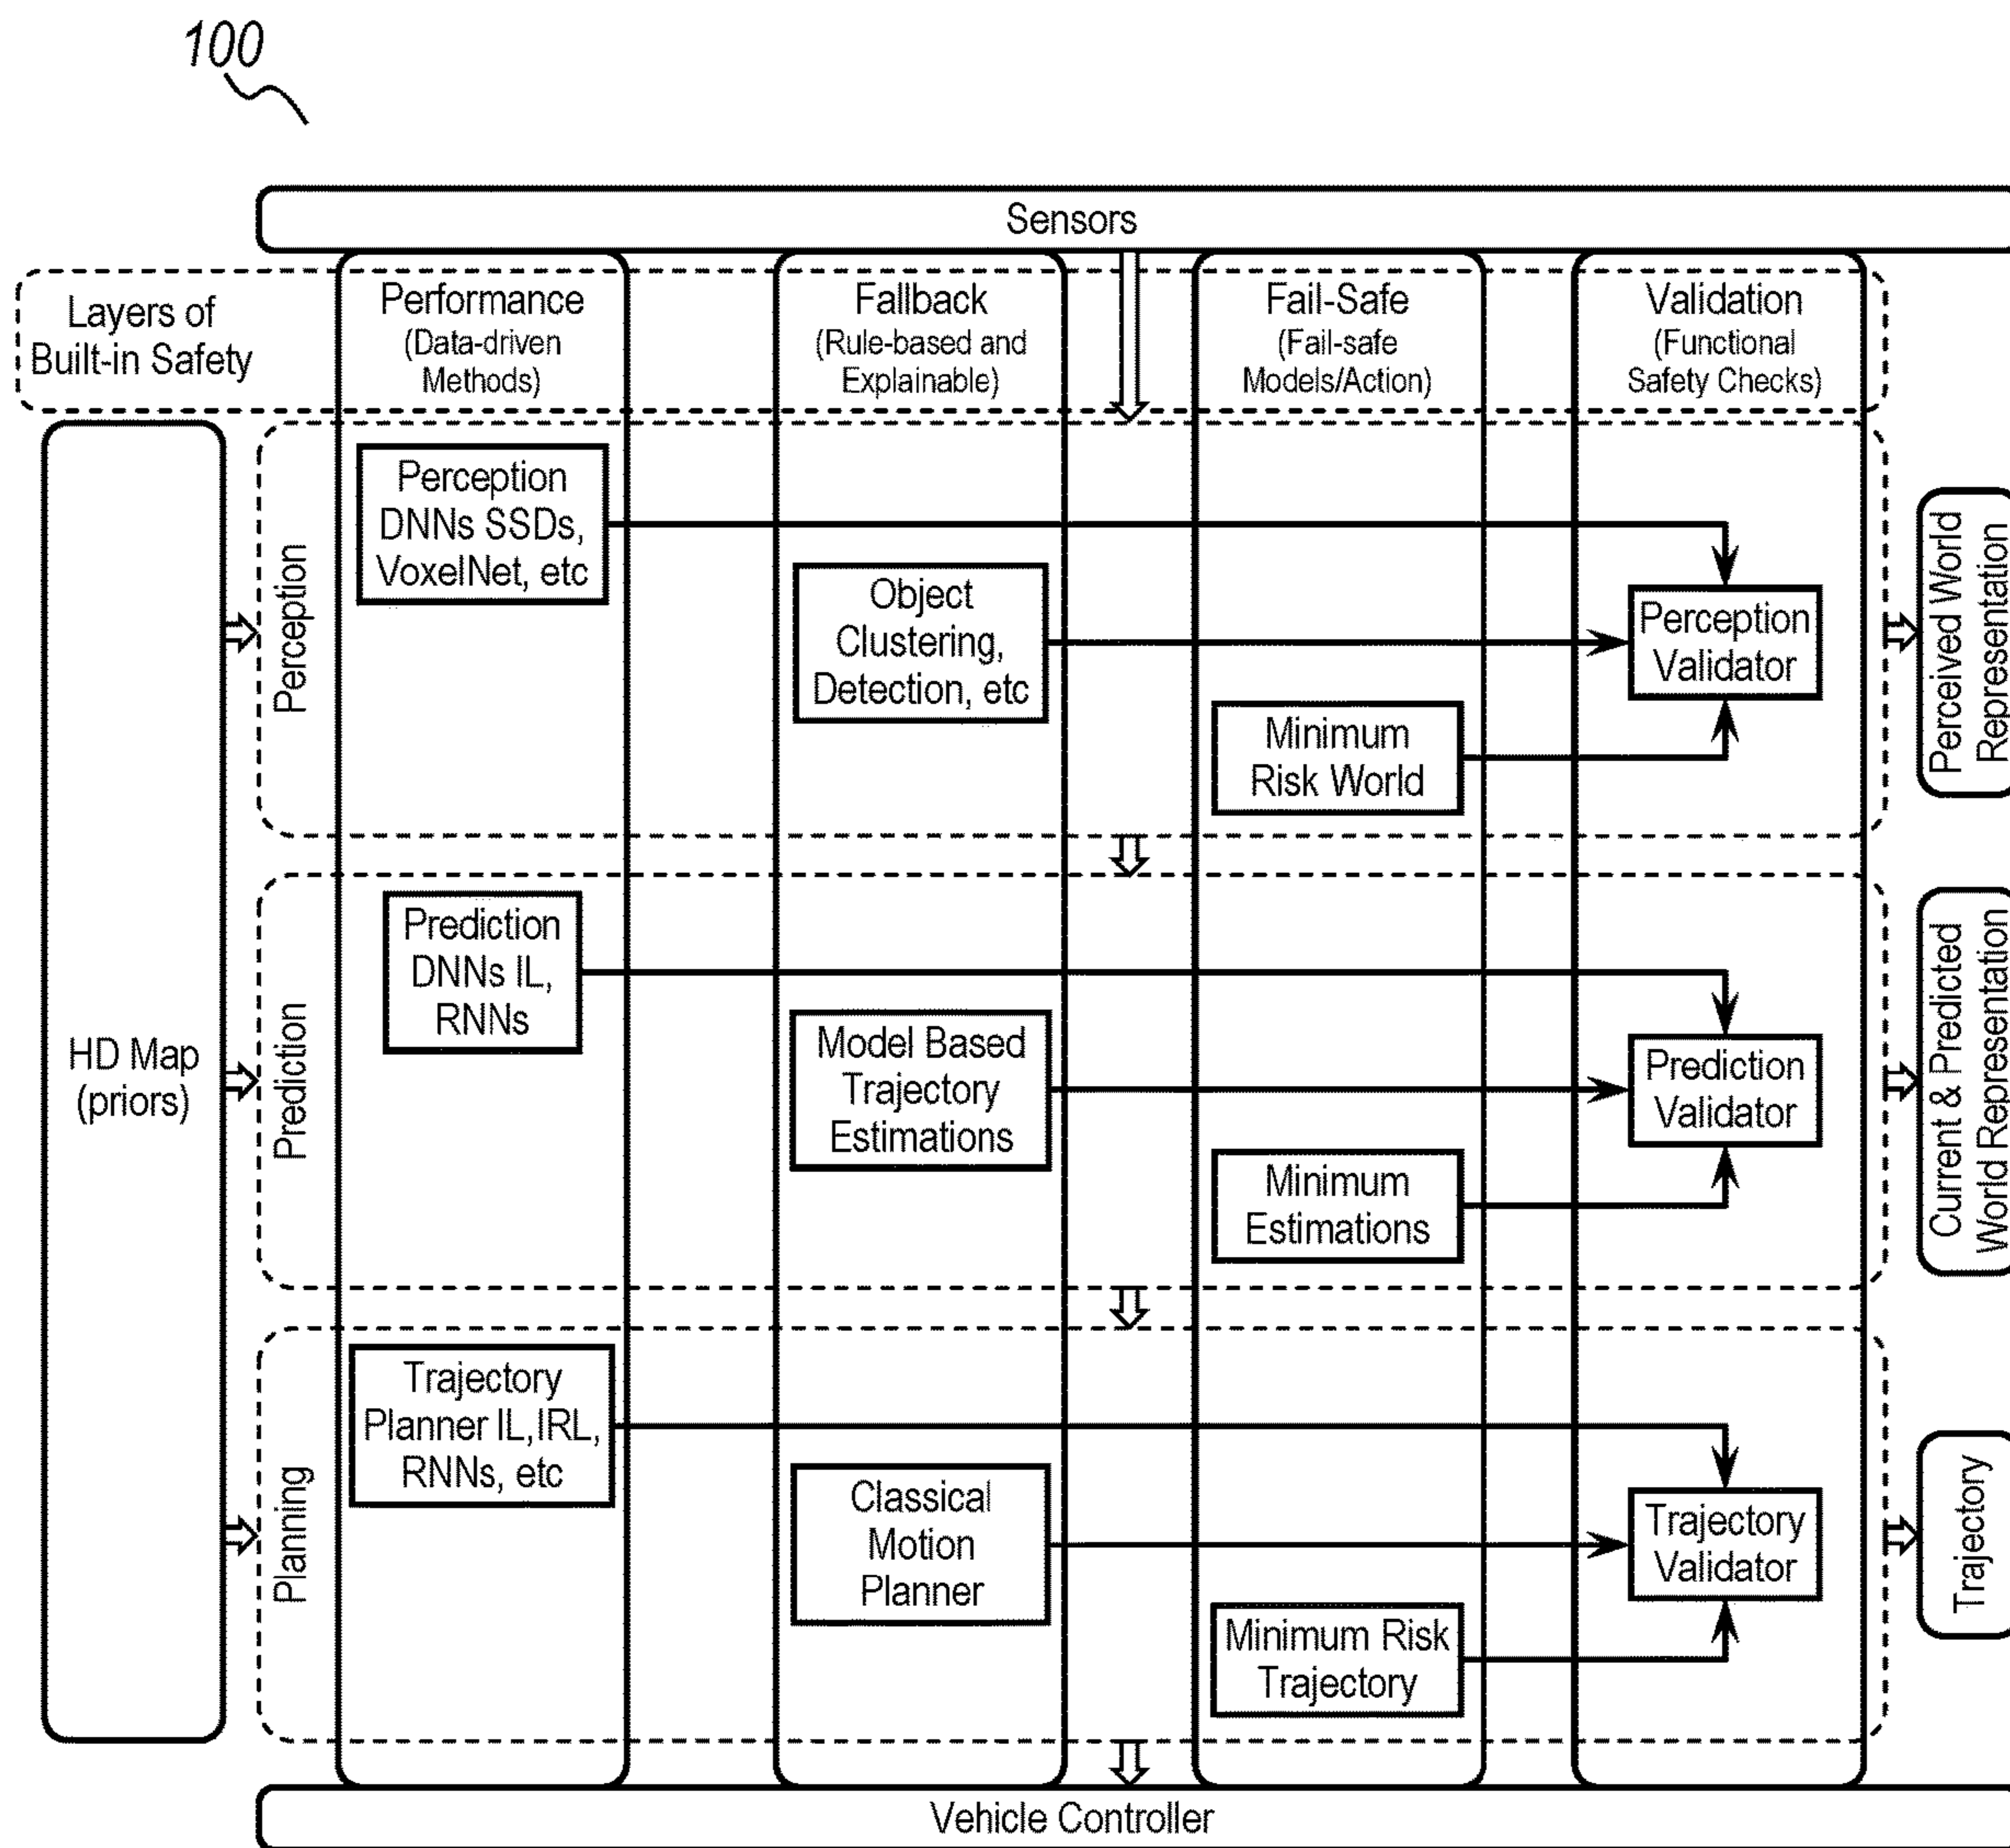 100
Sensors
Layers of
Built-in Safety
Performance
(Data-driven
Methods)
Fallback
(Rule-based and
Explainable)
Fail-Safe
(Fail-safe
Models/Action)
Validation
(Functional
Safety Checks)
HD Map
(priors)
Perception
Perception
DNNs SSDs,
VoxelNet, etc
Object
Clustering,
Detection, etc
Minimum
Risk World
Perception
Validator
Perceived World
Representation
Prediction
Prediction
DNNs IL,
RNNs
Model Based
Trajectory
Estimations
Minimum
Estimations
Prediction
Validator
Current & Predicted
World Representation
Planning
Trajectory
Planner IL,IRL,
RNNs, etc
Classical
Motion
Planner
Minimum Risk
Trajectory
Trajectory
Validator
Trajectory
Vehicle Controller